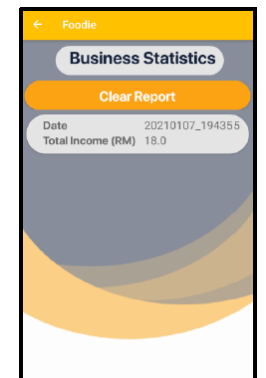 Foodie
Business Statistics
Clear Report
Date 20210107_194355
Total Income (RM) 18.0